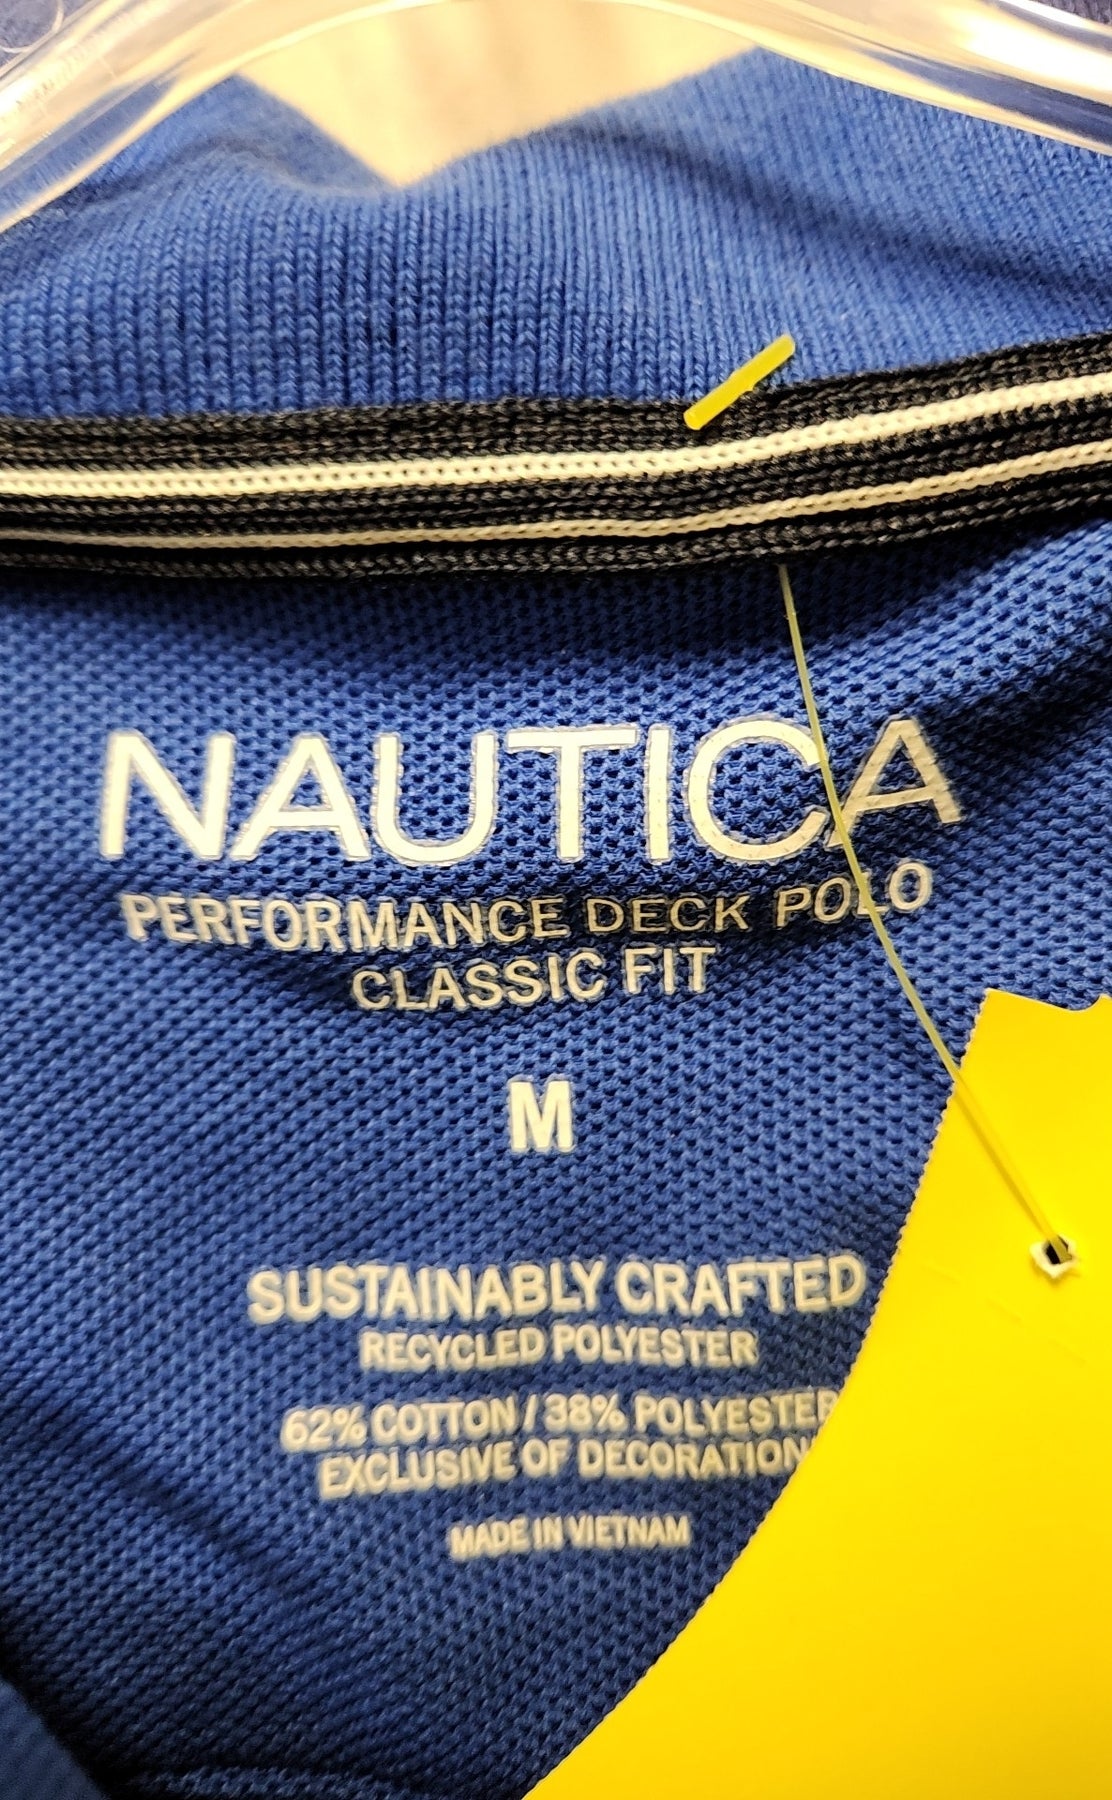 NAUTICA
PERFORMANCE DECK POLO
CLASSIC FIT
M
SUSTAINABLY CRAFTED
RECYCLED POLYESTER
62% COTTON / 38% POLYESTER
EXCLUSIVE OF DECORATION
MADE IN VIETNAM